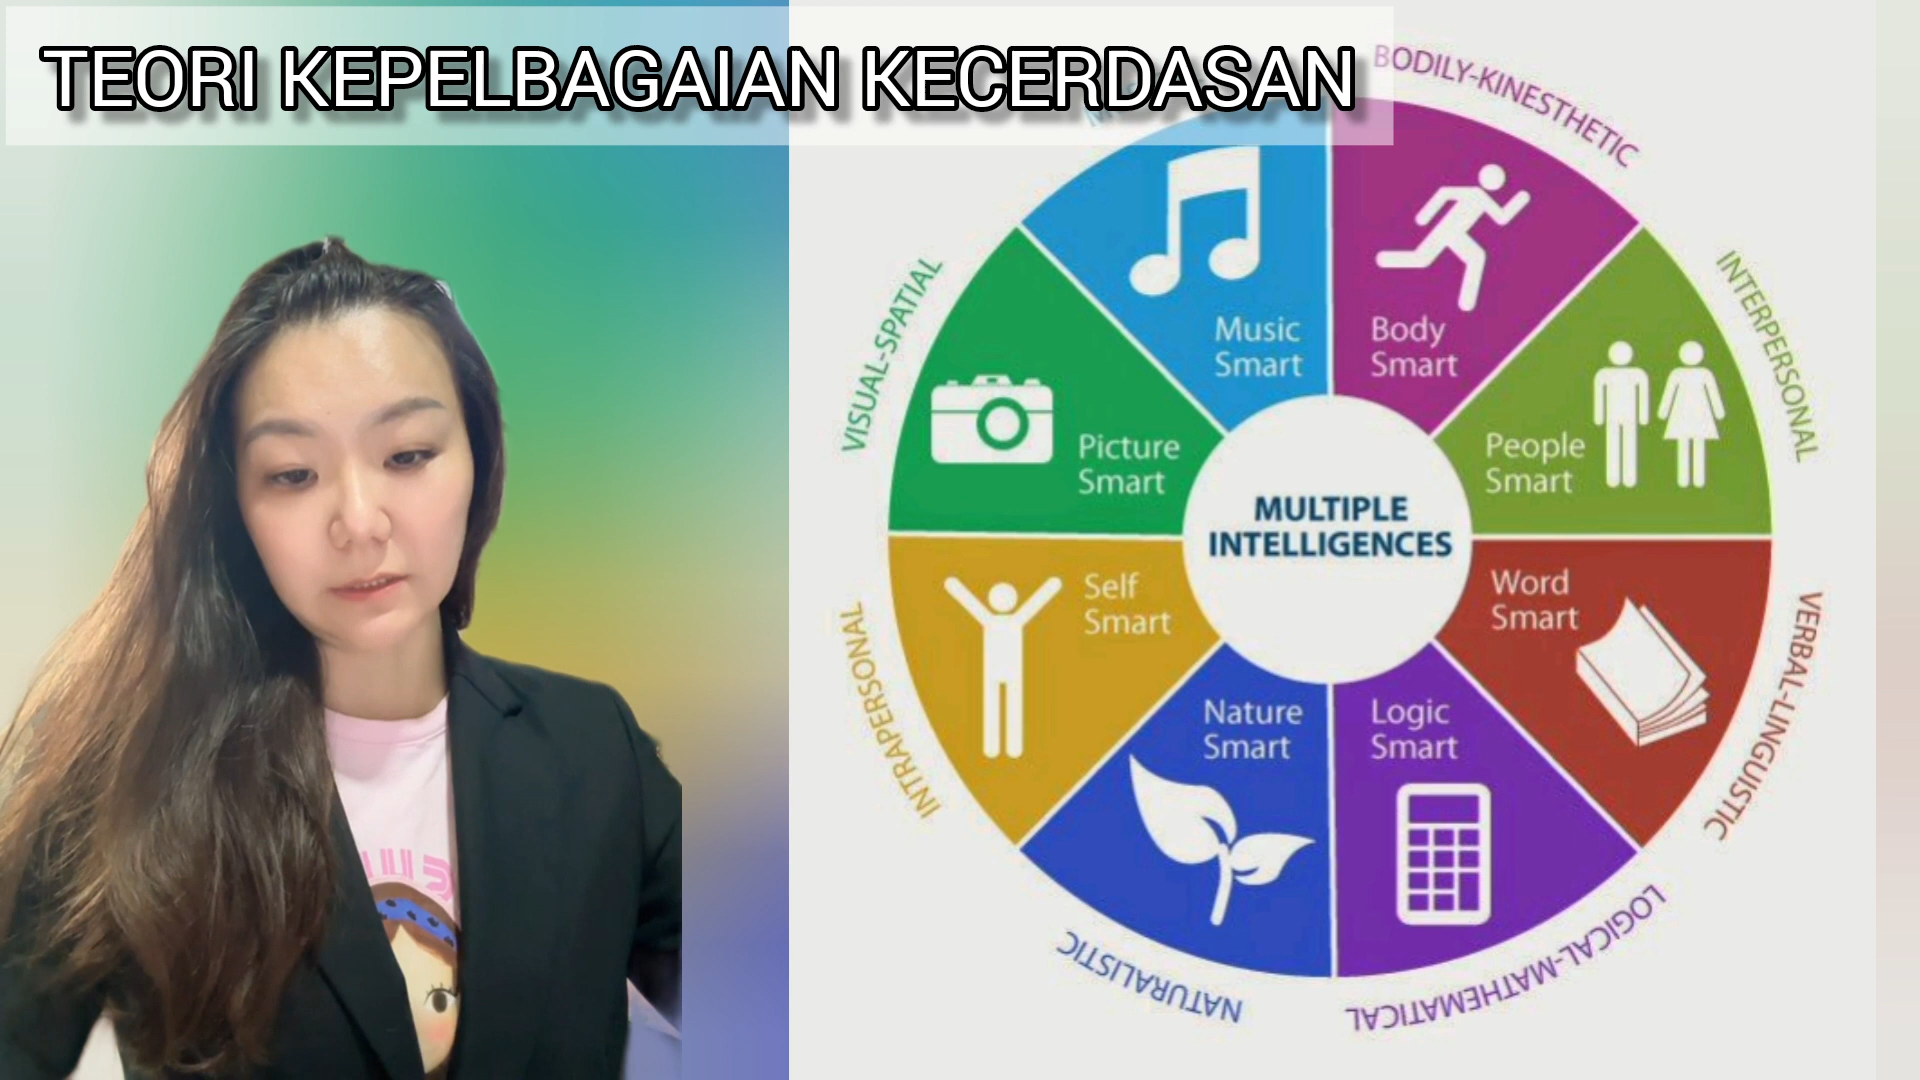 TEORI KEPELBAGAIAN KECERDASAN
BODILY-KINESTHETIC
INTERPERSONAL
VERBAL-LINGUISTIC
LOGICAL-MATHEMATICAL
NATURALISTIC
INTRAPERSONAL
VISUAL-SPATIAL
Music
Smart
Body
Smart
People
Smart
Word
Smart
Logic
Smart
Nature
Smart
Self
Smart
Picture
Smart
MULTIPLE
INTELLIGENCES